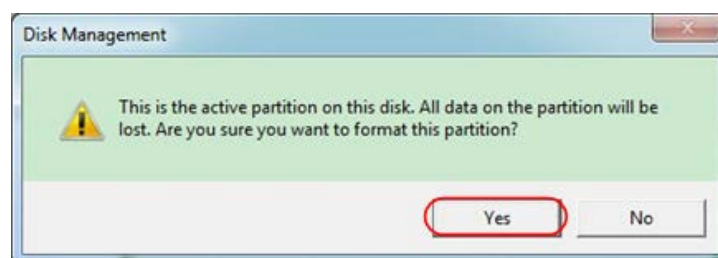 Disk Management
This is the active partition on this disk. All data on the partition will be
lost. Are you sure you want to format this partition?
Yes No